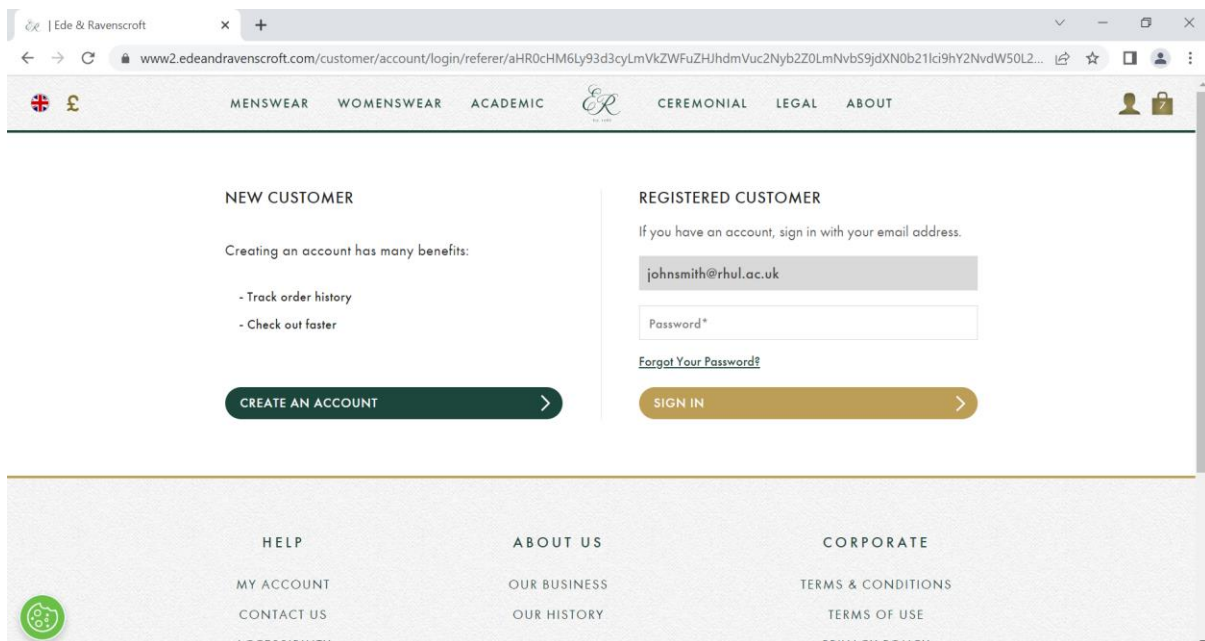 ER | Ede & Ravenscroft
www2.edeandravenscroft.com/customer/account/login/referer/aHR0cHM6Ly93d3cyLmVkZWFuZHJhdmVuc2Nyb2Z0LmNvbS9jdXN0b21lci9hY2NvdW50L2...
£ MENSWEAR WOMENSWEAR ACADEMIC ER CEREMONIAL LEGAL ABOUT 7
NEW CUSTOMER
Creating an account has many benefits:
- Track order history
- Check out faster
CREATE AN ACCOUNT
REGISTERED CUSTOMER
If you have an account, sign in with your email address.
johnsmith@rhul.ac.uk
Password*
Forgot Your Password?
SIGN IN
HELP
MY ACCOUNT
CONTACT US
ABOUT US
OUR BUSINESS
OUR HISTORY
CORPORATE
TERMS & CONDITIONS
TERMS OF USE